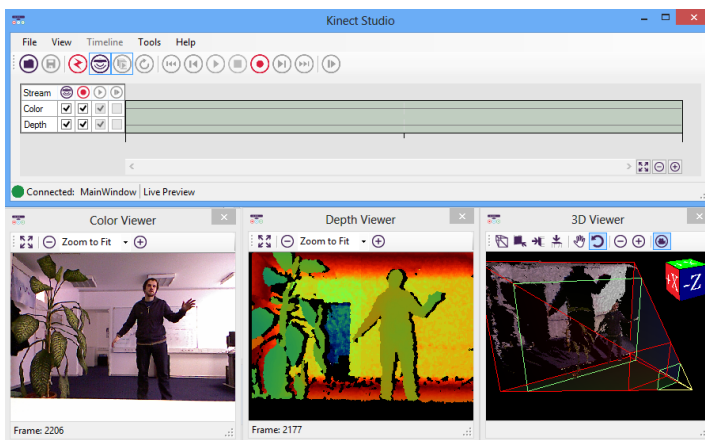 Kinect Studio
File View Timeline Tools Help
Stream
Color
Depth
Connected: MainWindow Live Preview
Color Viewer
Zoom to Fit
Frame: 2206
Depth Viewer
Zoom to Fit
Frame: 2177
3D Viewer
+X -Z